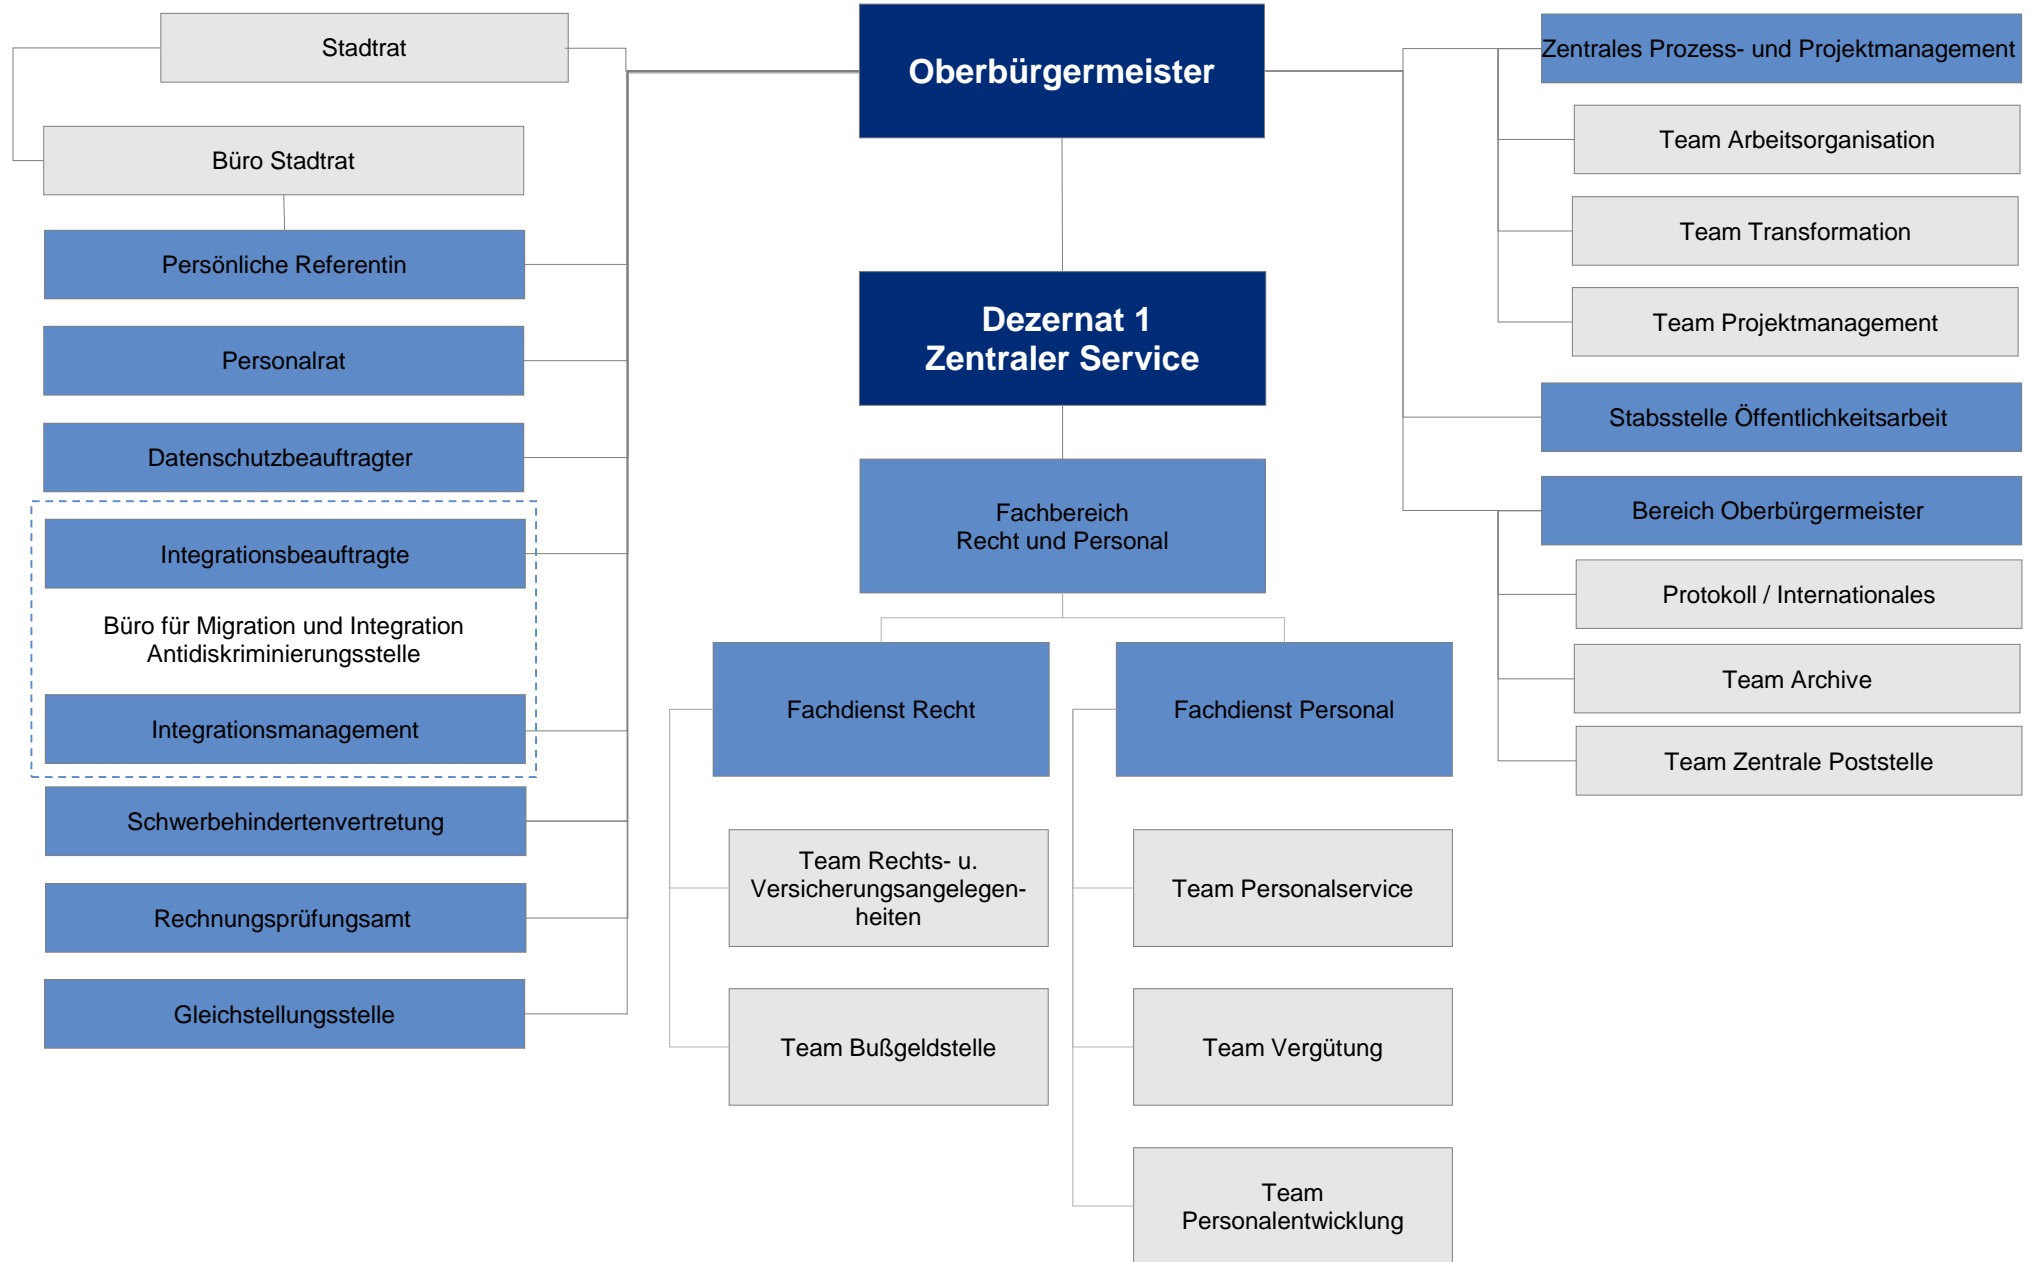 Stadtrat
Büro Stadtrat
Persönliche Referentin
Personalrat
Datenschutzbeauftragter
Integrationsbeauftragte
Büro für Migration und Integration
Antidiskriminierungsstelle
Integrationsmanagement
Schwerbehindertenvertretung
Rechnungsprüfungsamt
Gleichstellungsstelle
Oberbürgermeister
Dezernat 1
Zentraler Service
Fachbereich
Recht und Personal
Fachdienst Recht
Team Rechts- u.
Versicherungsangelegen-
heiten
Team Bußgeldstelle
Fachdienst Personal
Team Personalservice
Team Vergütung
Team
Personalentwicklung
Zentrales Prozess- und Projektmanagement
Team Arbeitsorganisation
Team Transformation
Team Projektmanagement
Stabsstelle Öffentlichkeitsarbeit
Bereich Oberbürgermeister
Protokoll / Internationales
Team Archive
Team Zentrale Poststelle